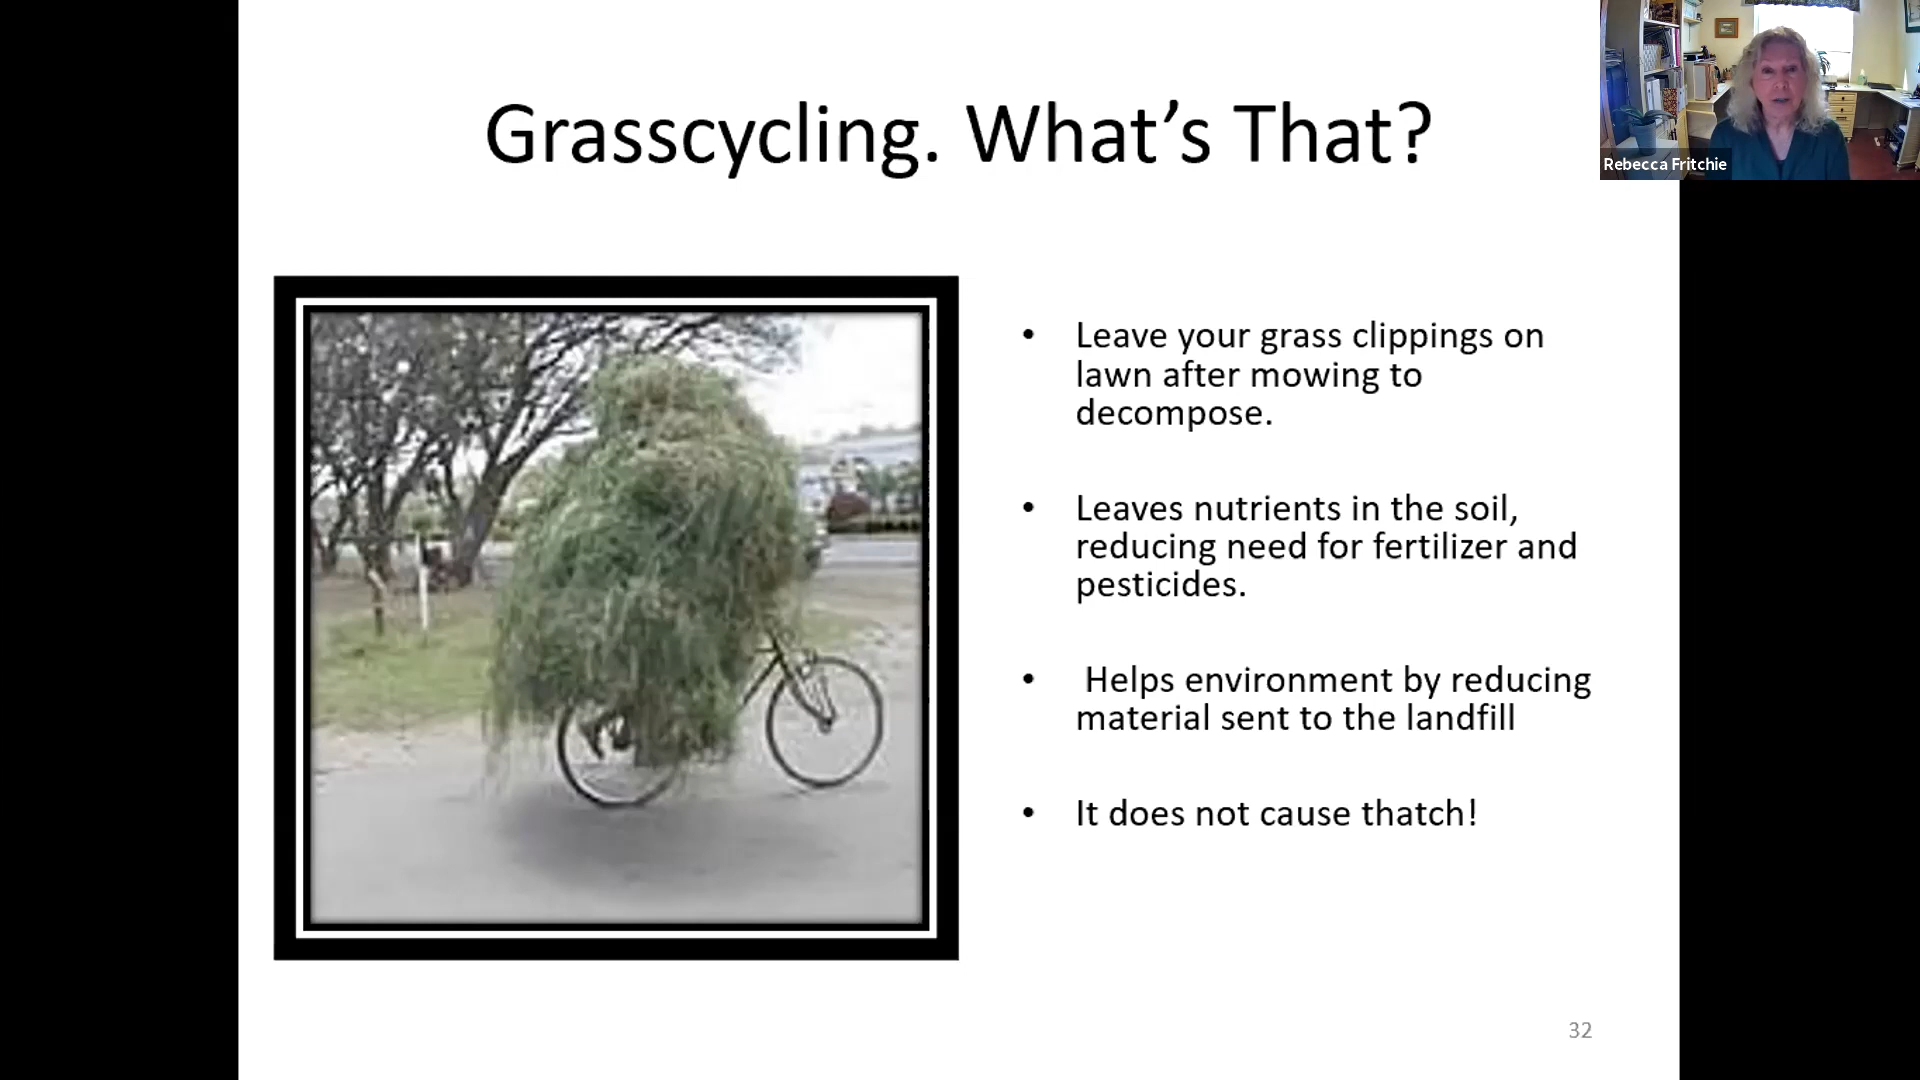 Grasscycling. What’s That?
Rebecca Fritchie
• Leave your grass clippings on
lawn after mowing to
decompose.
• Leaves nutrients in the soil,
reducing need for fertilizer and
pesticides.
• Helps environment by reducing
material sent to the landfill
• It does not cause thatch!
32